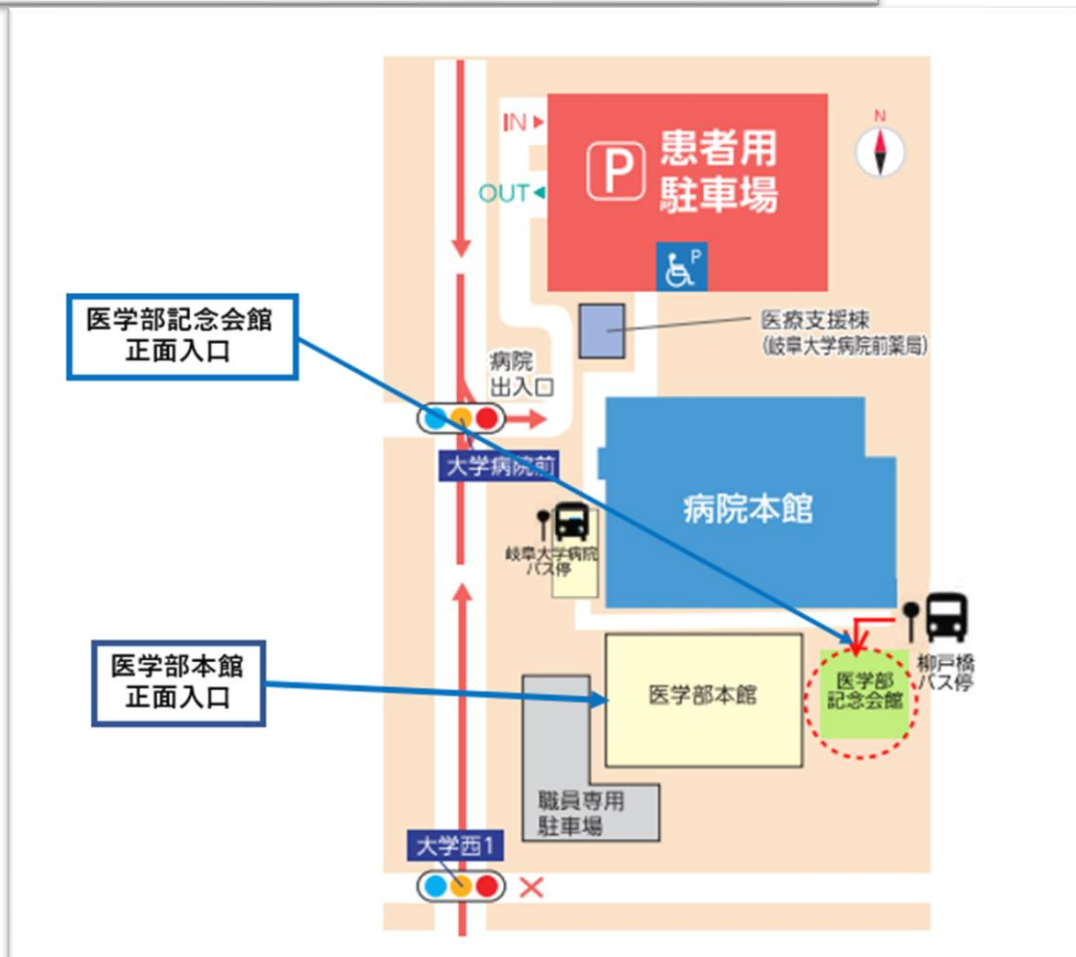 N
IN
P 患者用
駐車場
OUT
P
医学部記念会館
正面入口
医療支援棟
(岐阜大学病院前薬局)
病院
出入口
大学病院前
病院本館
岐阜大学病院
バス停
医学部本館
正面入口
医学部本館
医学部
記念会館
柳戸橋
バス停
職員専用
駐車場
大学西1